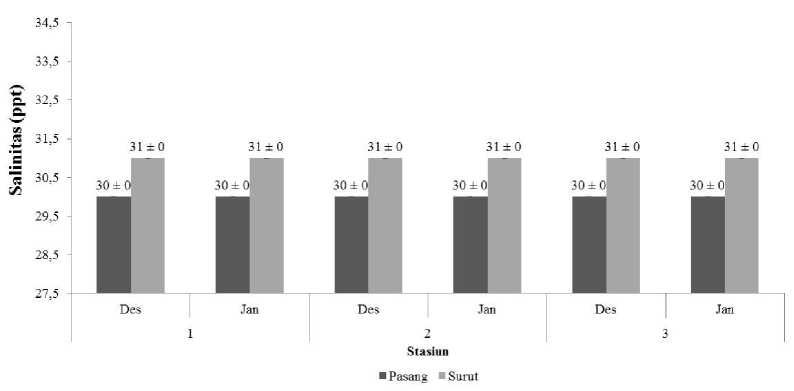 34,5
33,5
32,5
31,5
30,5
29,5
28,5
27,5
Salinitas (ppt)
31 ± 0 31 ± 0 31 ± 0 31 ± 0 31 ± 0 31 ± 0
30 ± 0 30 ± 0 30 ± 0 30 ± 0 30 ± 0 30 ± 0
Des Jan Des Jan Des Jan
1 2 3
Stasiun
Pasang Surut